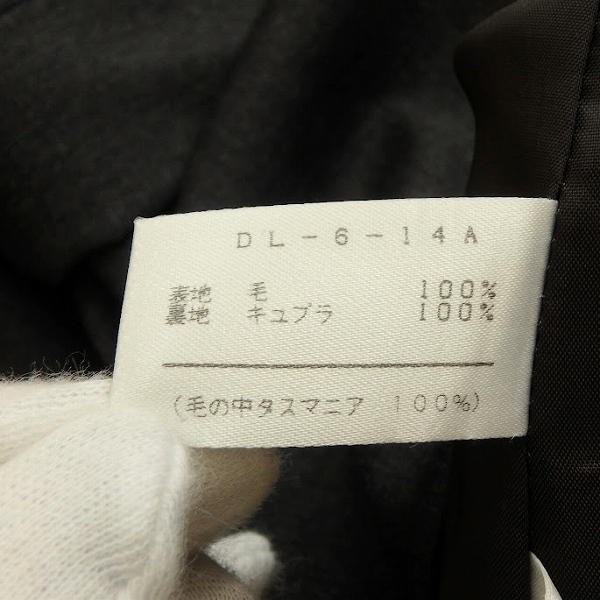 DL-6-14A
表地 毛 100%
裏地 キュプラ 100%
(毛の中タスマニア 100%)